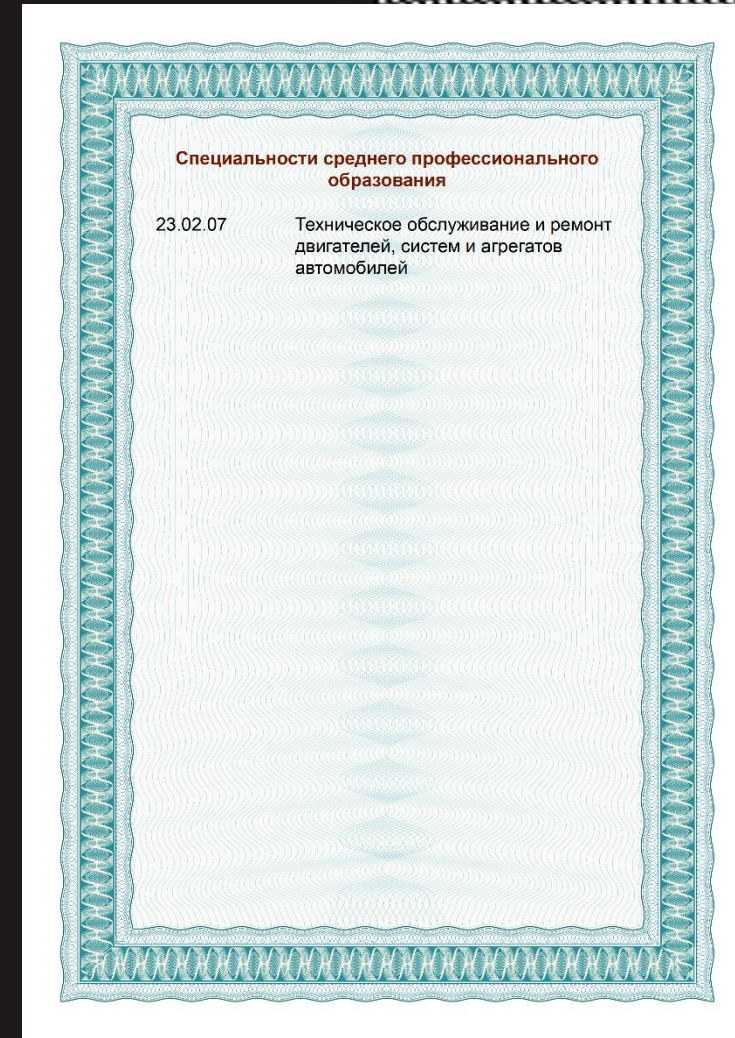 Специальности среднего профессионального
образования
23.02.07 Техническое обслуживание и ремонт
двигателей, систем и агрегатов
автомобилей